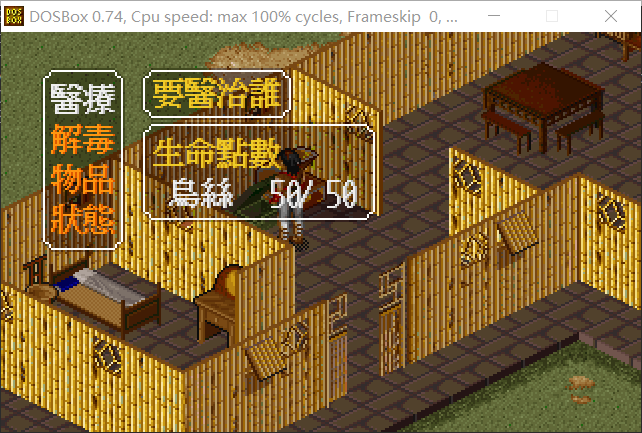 DOSBox 0.74, Cpu speed: max 100% cycles, Frameskip 0, ...
醫療
解毒
物品
狀態
要醫治誰
生命點數
烏絲 50/ 50